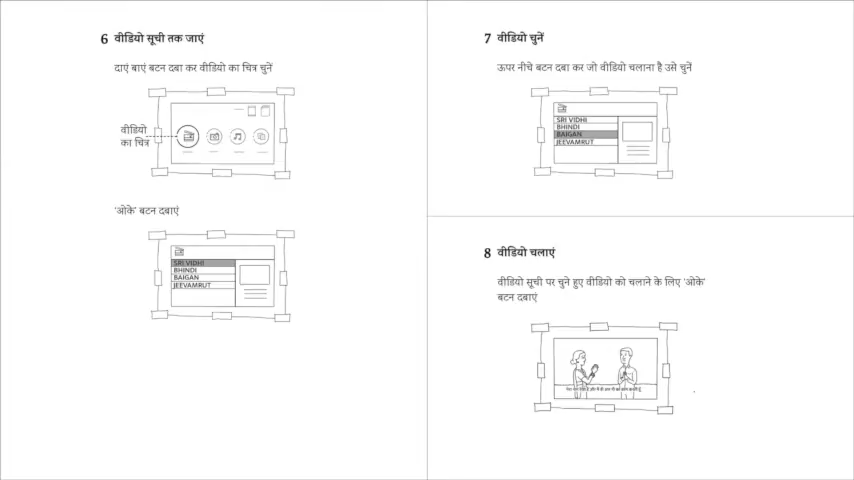 6 वीडियो सूची तक जाएं
दाएं बाएं बटन दबा कर वीडियो का चित्र चुनें
वीडियो
का चित्र
'ओके' बटन दबाएं
SRI VIDHI
BHINDI
BAIGAN
JEEVAMRUT
7 वीडियो चुनें
ऊपर नीचे बटन दबा कर जो वीडियो चलाना है उसे चुनें
SRI VIDHI
BHINDI
BAIGAN
JEEVAMRUT
8 वीडियो चलाएं
वीडियो सूची पर चुने हुए वीडियो को चलाने के लिए 'ओके'
बटन दबाएं